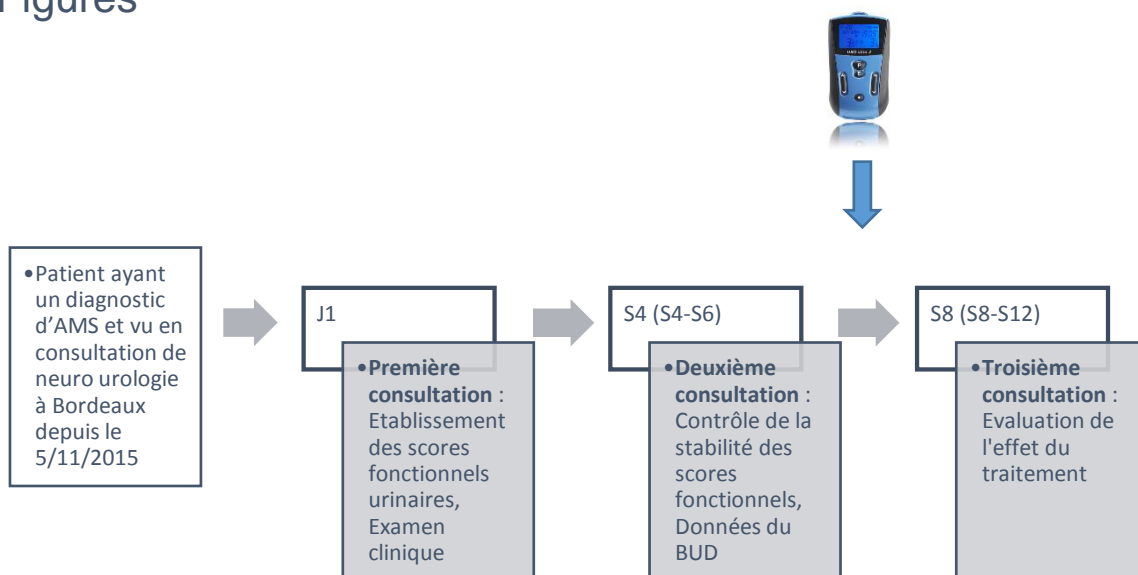 Figures
•Patient ayant
un diagnostic
d'AMS et vu en
consultation de
neuro urologie
à Bordeaux
depuis le
5/11/2015
J1
•Première
consultation :
Etablissement
des scores
fonctionnels
urinaires,
Examen
clinique
S4 (S4-S6)
•Deuxième
consultation :
Contrôle de la
stabilité des
scores
fonctionnels,
Données du
BUD
S8 (S8-S12)
•Troisième
consultation :
Evaluation de
l'effet du
traitement